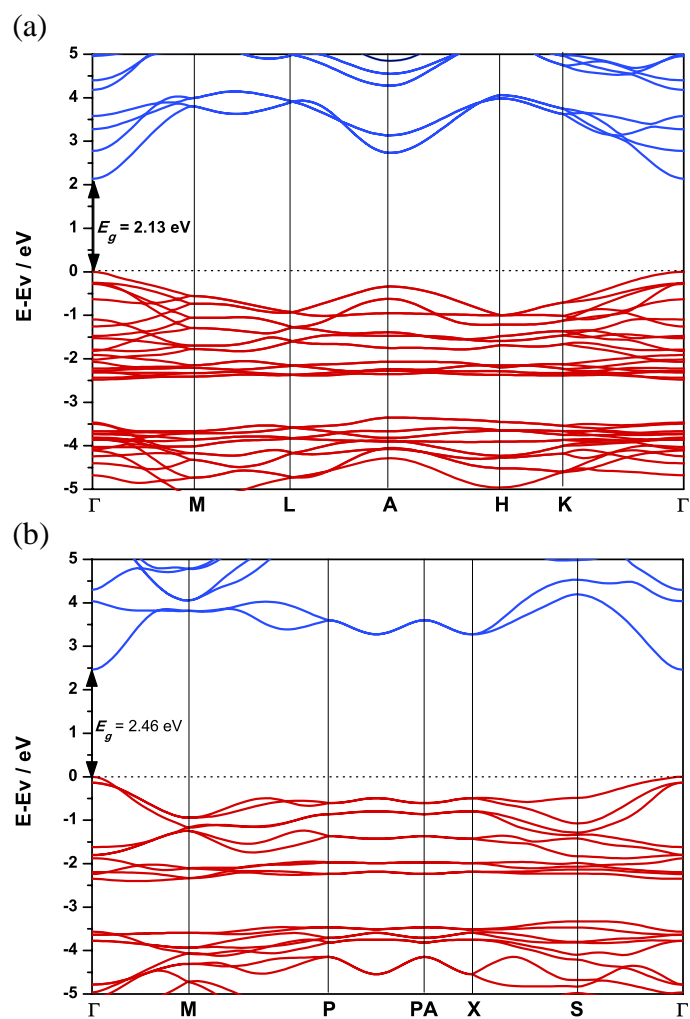 (a)
5
4
3
2
1
0
-1
-2
-3
-4
-5
E-Ev / eV
E_g = 2.13 eV
Γ M L A H K Γ
(b)
5
4
3
2
1
0
-1
-2
-3
-4
-5
E-Ev / eV
E_g = 2.46 eV
Γ M P PA X S Γ